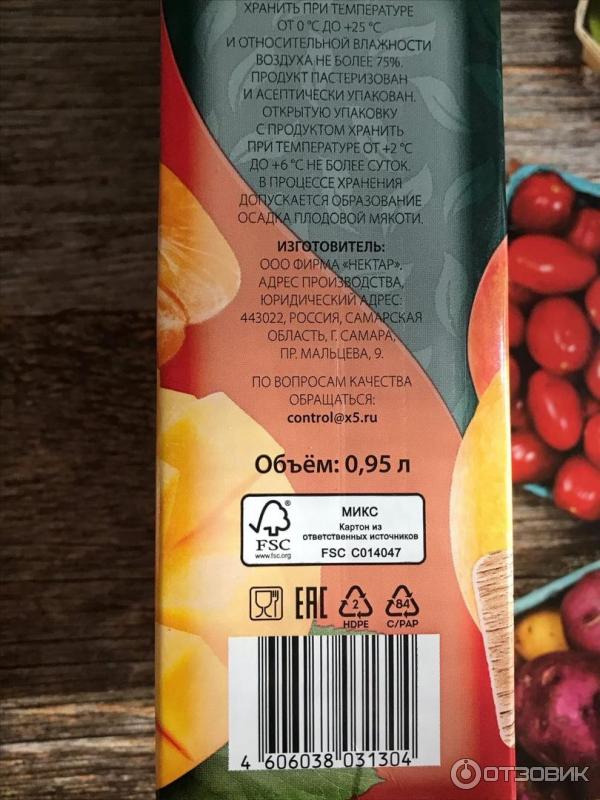 ХРАНИТЬ ПРИ ТЕМПЕРАТУРЕ
ОТ 0 °С ДО +25 °С
И ОТНОСИТЕЛЬНОЙ ВЛАЖНОСТИ
ВОЗДУХА НЕ БОЛЕЕ 75%.
ПРОДУКТ ПАСТЕРИЗОВАН
И АСЕПТИЧЕСКИ УПАКОВАН.
ОТКРЫТУЮ УПАКОВКУ
С ПРОДУКТОМ ХРАНИТЬ
ПРИ ТЕМПЕРАТУРЕ ОТ +2 °С
ДО +6 °С НЕ БОЛЕЕ СУТОК.
В ПРОЦЕССЕ ХРАНЕНИЯ
ДОПУСКАЕТСЯ ОБРАЗОВАНИЕ
ОСАДКА ПЛОДОВОЙ МЯКОТИ.
ИЗГОТОВИТЕЛЬ:
ООО ФИРМА «НЕКТАР».
АДРЕС ПРОИЗВОДСТВА,
ЮРИДИЧЕСКИЙ АДРЕС:
443022, РОССИЯ, САМАРСКАЯ
ОБЛАСТЬ, Г. САМАРА,
ПР. МАЛЬЦЕВА, 9.
ПО ВОПРОСАМ КАЧЕСТВА
ОБРАЩАТЬСЯ:
control@x5.ru
Объём: 0,95 л
FSC
www.fsc.org
МИКС
Картон из
ответственных источников
FSC C014047
EAC
2
HDPE
84
C/PAP
4 606038 031304
ОТЗОВИК